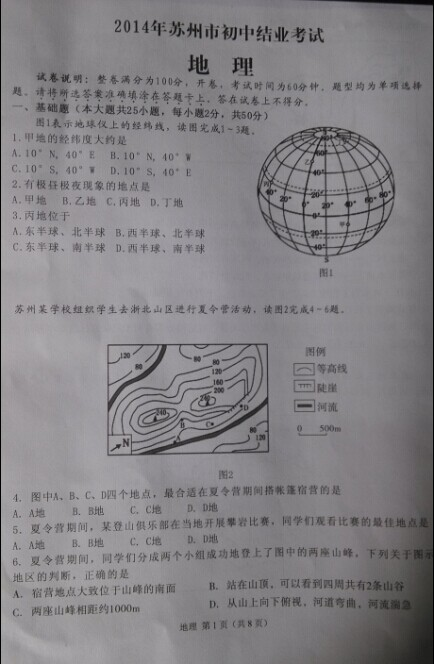 2014年苏州市初中结业考试
地 理
试卷说明：整卷满分为100分，开卷，考试时间为60分钟，题型均为单项选择
题。请将所选答案准确填涂在答题卡上，答在试卷上不得分。
一、基础题（本大题共25小题，每小题2分，共50分）
图1表示地球仪上的经纬线，读图完成1～3题。
1.甲地的经纬度大约是
A.10°N, 40°E B.10°N, 40°W
C.10°S, 40°W D.10°S, 40°E
2.有极昼极夜现象的地点是
A.甲地 B.乙地 C.丙地 D.丁地
3.丙地位于
A.东半球、北半球 B.西半球、北半球
C.东半球、南半球 D.西半球、南半球
图1
苏州某学校组织学生去浙北山区进行夏令营活动，读图2完成4-6题。
120
80
80
80
120
160
200
240
240
A
B
C
D
80
120
N
图例
等高线
陡崖
河流
0 500m
图2
4. 图中A、B、C、D四个地点，最合适在夏令营期间搭帐篷宿营的是
A. A地 B. B地 C. C地 D. D地
5. 夏令营期间，某登山俱乐部在当地开展攀岩比赛，同学们观看比赛的最佳地点是
A. A地 B. B地 C. C地 D. D地
6. 夏令营期间，同学们分成两个小组成功地登上了图中的两座山峰。下列关于图示
地区的判断，正确的是
A. 宿营地点大致位于山峰的南面 B. 站在山顶，可以看到四周共有2条山谷
C. 两座山峰相距约1000m D. 从山上向下俯视，河道弯曲，河流湍急
地理 第1页（共8页）